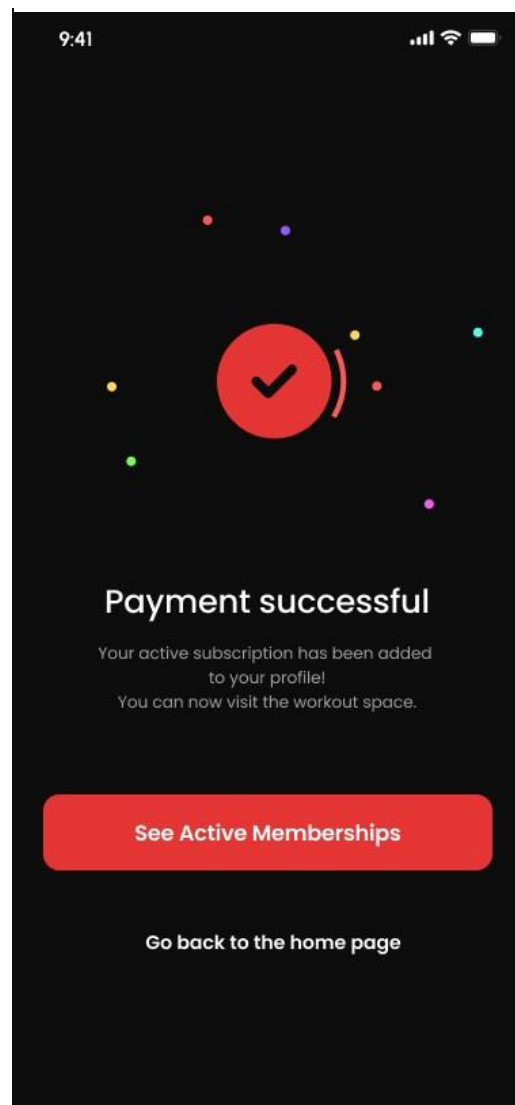 9:41
Payment successful
Your active subscription has been added
to your profile!
You can now visit the workout space.
See Active Memberships
Go back to the home page